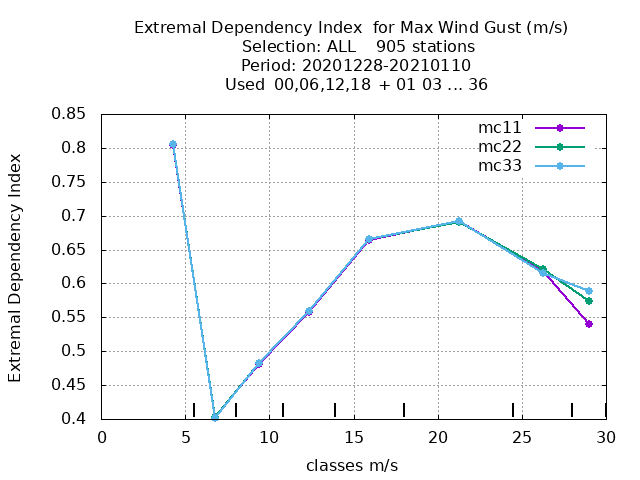 Extremal Dependency Index  for Max Wind Gust (m/s)
Selection: ALL    905 stations
Period: 20201228-20210110
Used  00,06,12,18  + 01 03 ... 36
mc11
mc22
mc33
Extremal Dependency Index
0.85
0.8
0.75
0.7
0.65
0.6
0.55
0.5
0.45
0.4
0 5 10 15 20 25 30
classes m/s